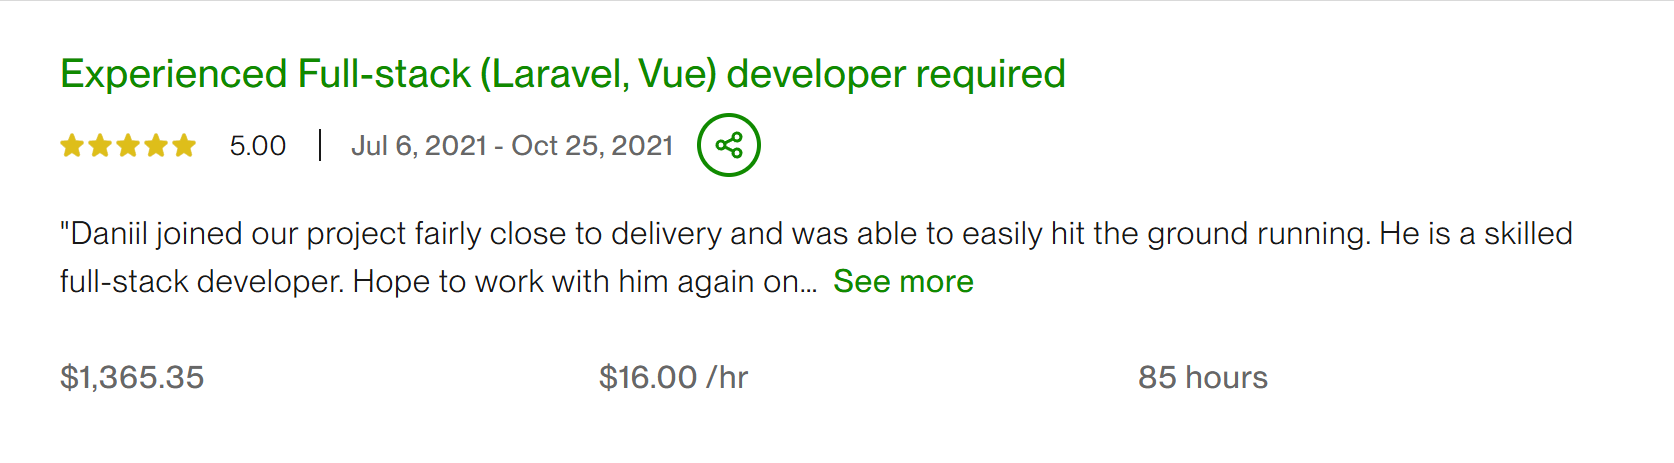 Experienced Full-stack (Laravel, Vue) developer required
5.00 | Jul 6, 2021 - Oct 25, 2021
"Daniil joined our project fairly close to delivery and was able to easily hit the ground running. He is a skilled
full-stack developer. Hope to work with him again on... See more
$1,365.35 $16.00 /hr 85 hours